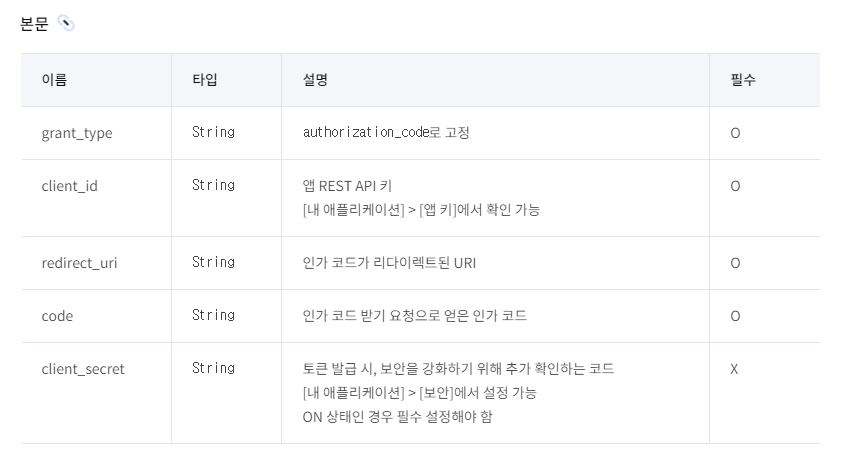 본문
이름 타입 설명 필수
grant_type String authorization_code로 고정 O
client_id String 앱 REST API 키 O
[내 애플리케이션] > [앱 키]에서 확인 가능
redirect_uri String 인가 코드가 리다이렉트된 URI O
code String 인가 코드 받기 요청으로 얻은 인가 코드 O
client_secret String 토큰 발급 시, 보안을 강화하기 위해 추가 확인하는 코드 X
[내 애플리케이션] > [보안]에서 설정 가능
ON 상태인 경우 필수 설정해야 함